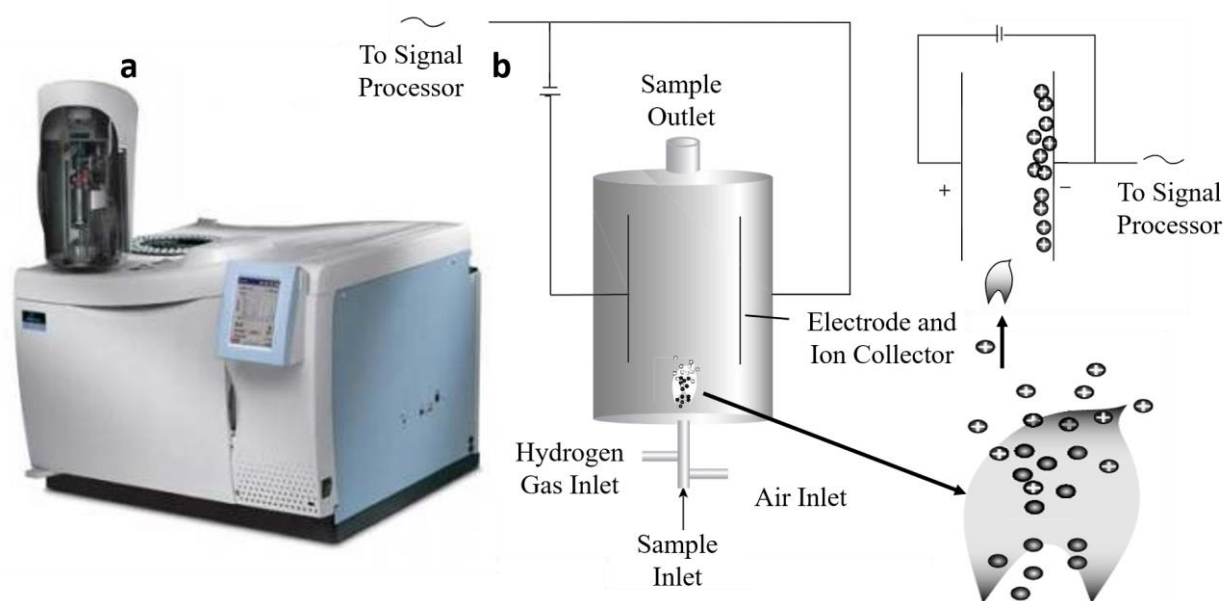 a
To Signal
Processor
b
Sample
Outlet
+
−
To Signal
Processor
Electrode and
Ion Collector
Hydrogen
Gas Inlet
Air Inlet
Sample
Inlet